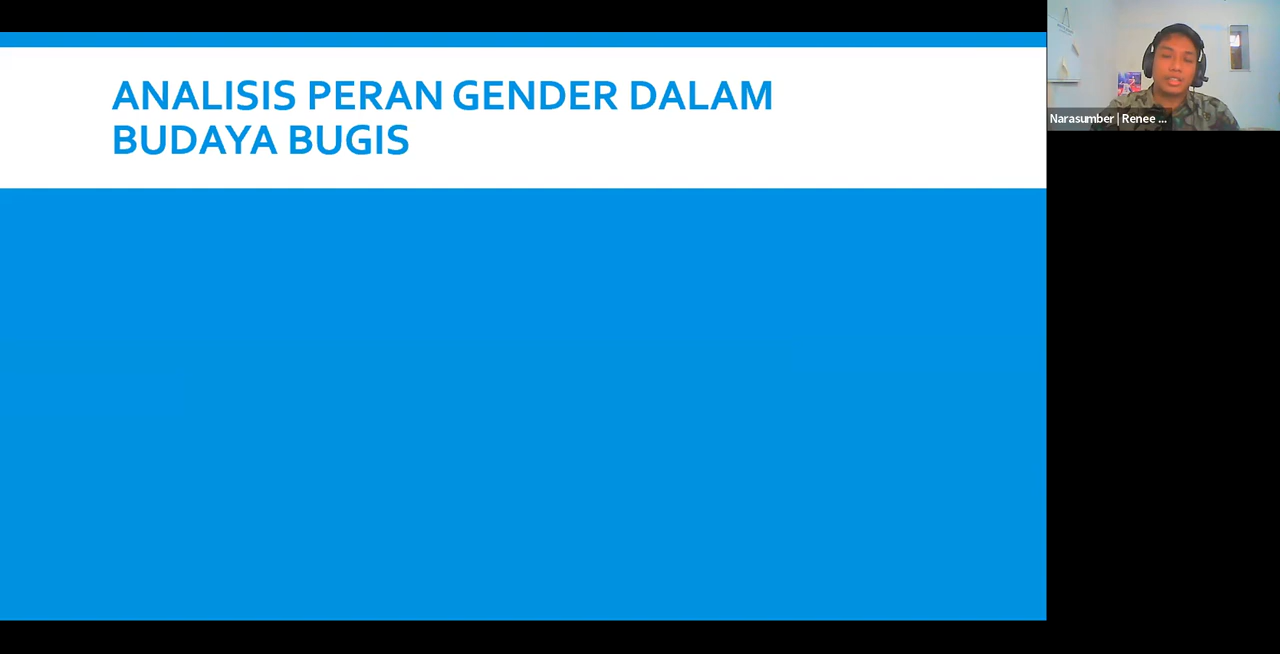 ANALISIS PERAN GENDER DALAM
BUDAYA BUGIS
Narasumber | Renee ...